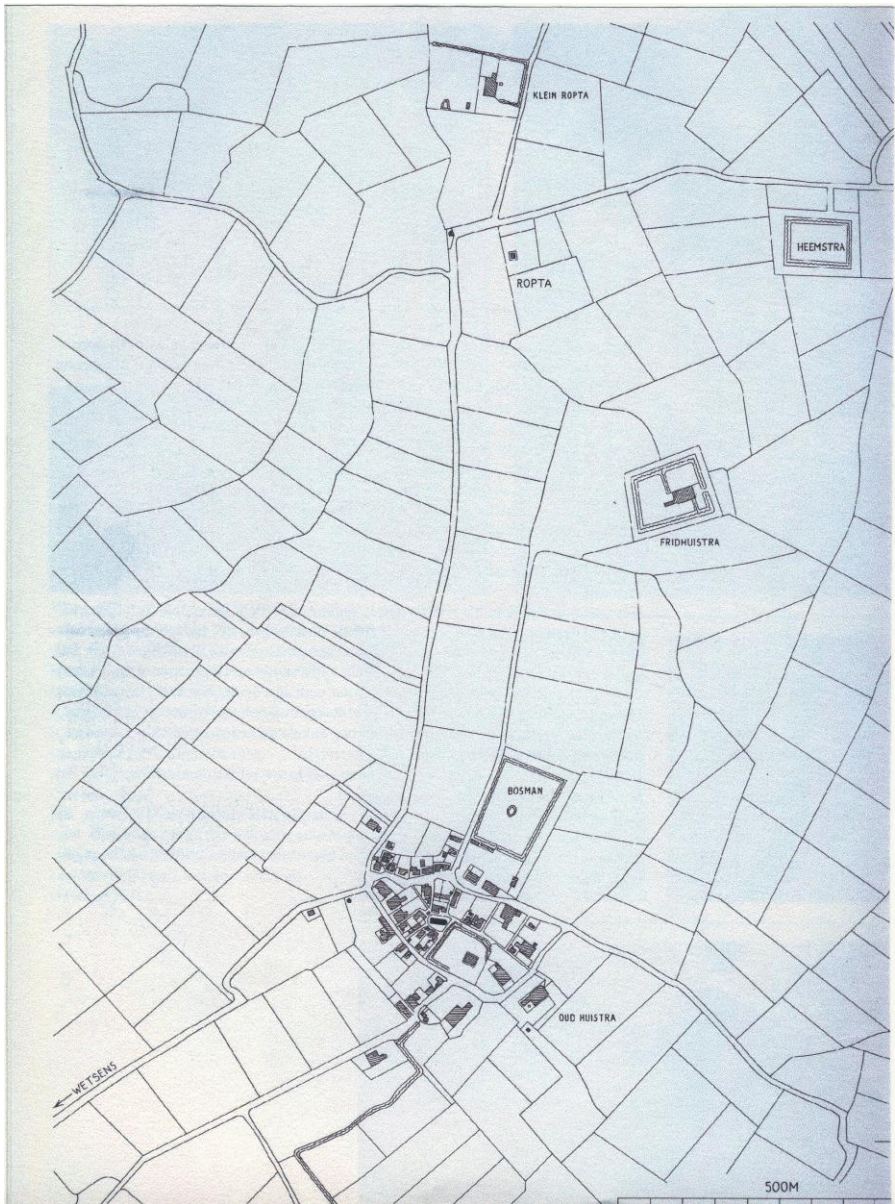 KLEIN ROPTA
HEEMSTRA
ROPTA
FRIDHUISTRA
BOSMAN
OUD HUISTRA
WETSENS
500M